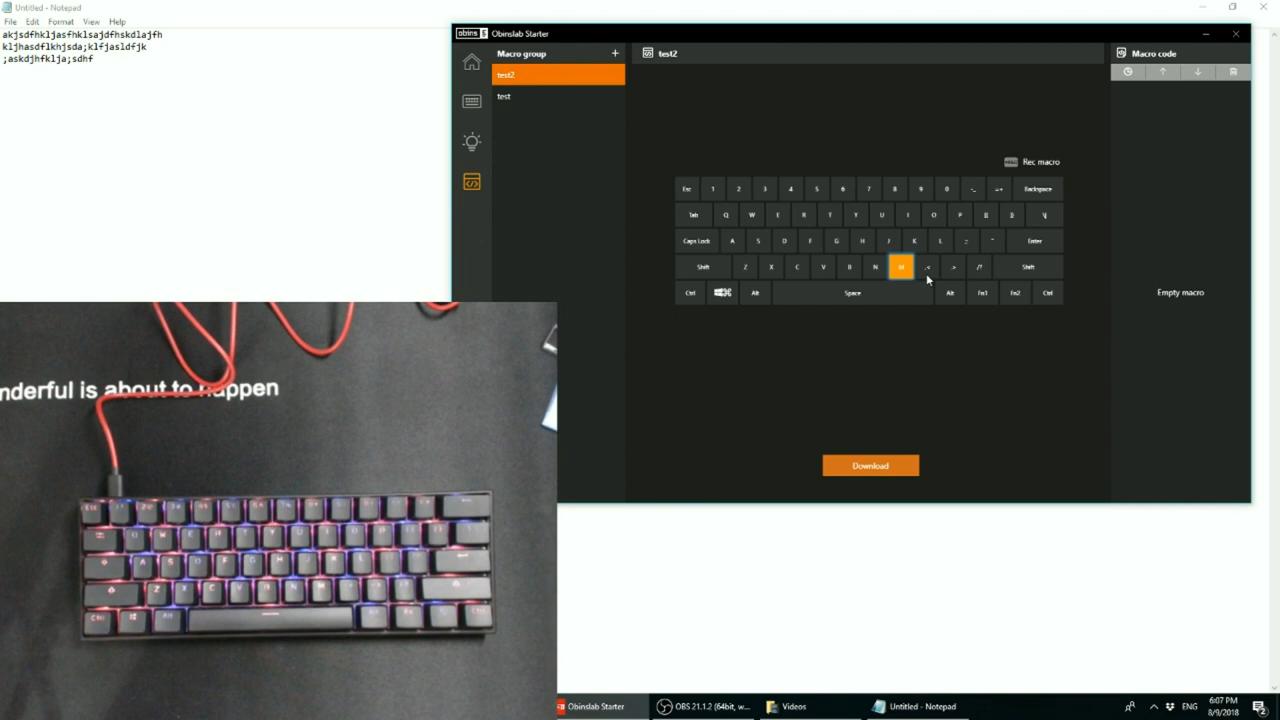 Untitled - Notepad
File Edit Format View Help
akjsdfhkljasfhklsajdfhskdlajfh
kljhasdlfkhjsda;klfjasldfjk
;askdjhfklja;sdhf
obins Obinslab Starter
Macro group + test2 Macro code
test2
test
Rec macro
Esc 1 2 3 4 5 6 7 8 9 0 -_ =+ Backspace
Tab Q W E R T Y U I O P [{ ]} \|
Caps Lock A S D F G H J K L ;: '" Enter
Shift Z X C V B N M ,< .> /? Shift
Ctrl Alt Space Alt Fn1 Fn2 Ctrl
Empty macro
Download
nderful is about to happen
Obinslab Starter OBS 21.1.2 (64bit, w... Videos Untitled - Notepad ENG 6:07 PM
8/9/2018 2